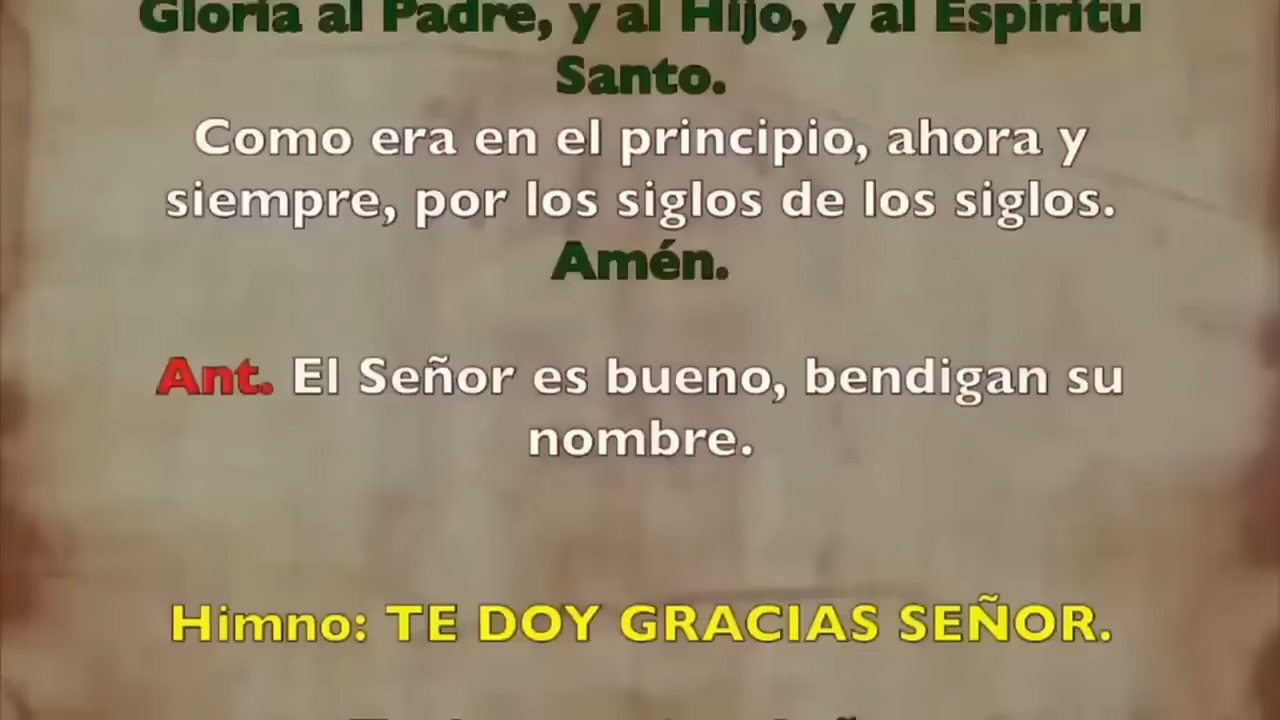 Gloria al Padre, y al Hijo, y al Espíritu
Santo.
Como era en el principio, ahora y
siempre, por los siglos de los siglos.
Amén.
Ant. El Señor es bueno, bendigan su
nombre.
Himno: TE DOY GRACIAS SEÑOR.